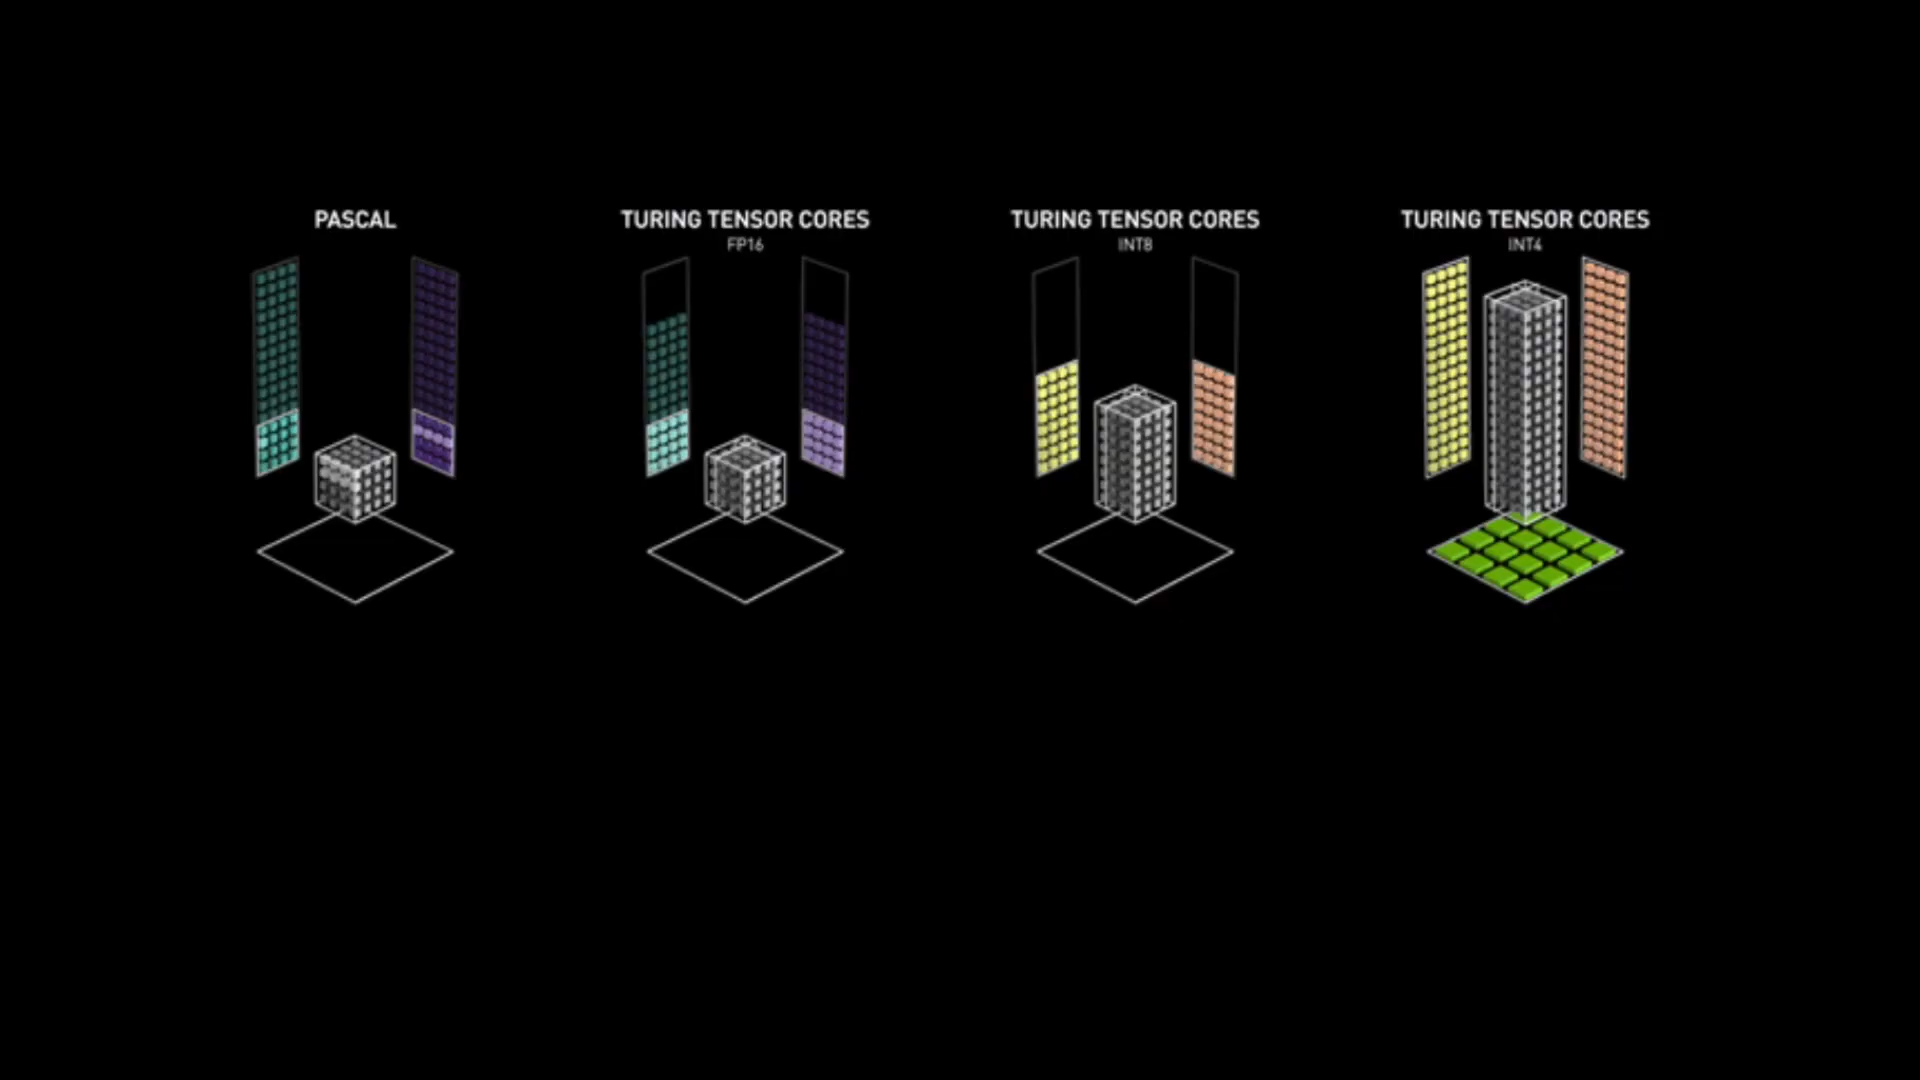 PASCAL
TURING TENSOR CORES
FP16
TURING TENSOR CORES
INT8
TURING TENSOR CORES
INT4